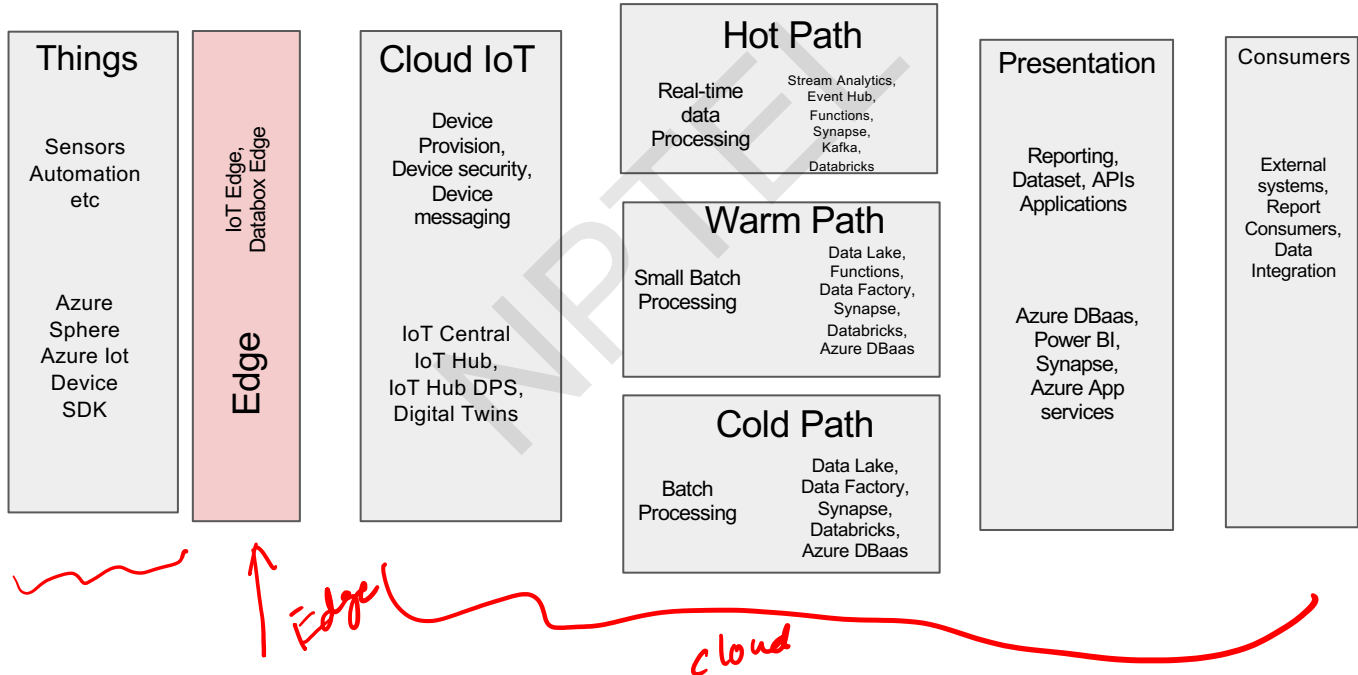 Things
Sensors
Automation
etc
Azure
Sphere
Azure Iot
Device
SDK
IoT Edge,
Databox Edge
Edge
Cloud IoT
Device
Provision,
Device security,
Device
messaging
IoT Central
IoT Hub,
IoT Hub DPS,
Digital Twins
Hot Path
Real-time
data
Processing
Stream Analytics,
Event Hub,
Functions,
Synapse,
Kafka,
Databricks
Warm Path
Small Batch
Processing
Data Lake,
Functions,
Data Factory,
Synapse,
Databricks,
Azure DBaas
Cold Path
Batch
Processing
Data Lake,
Data Factory,
Synapse,
Databricks,
Azure DBaas
Presentation
Reporting,
Dataset, APIs
Applications
Azure DBaas,
Power BI,
Synapse,
Azure App
services
Consumers
External
systems,
Report
Consumers,
Data
Integration
NPTEL
Edge
cloud